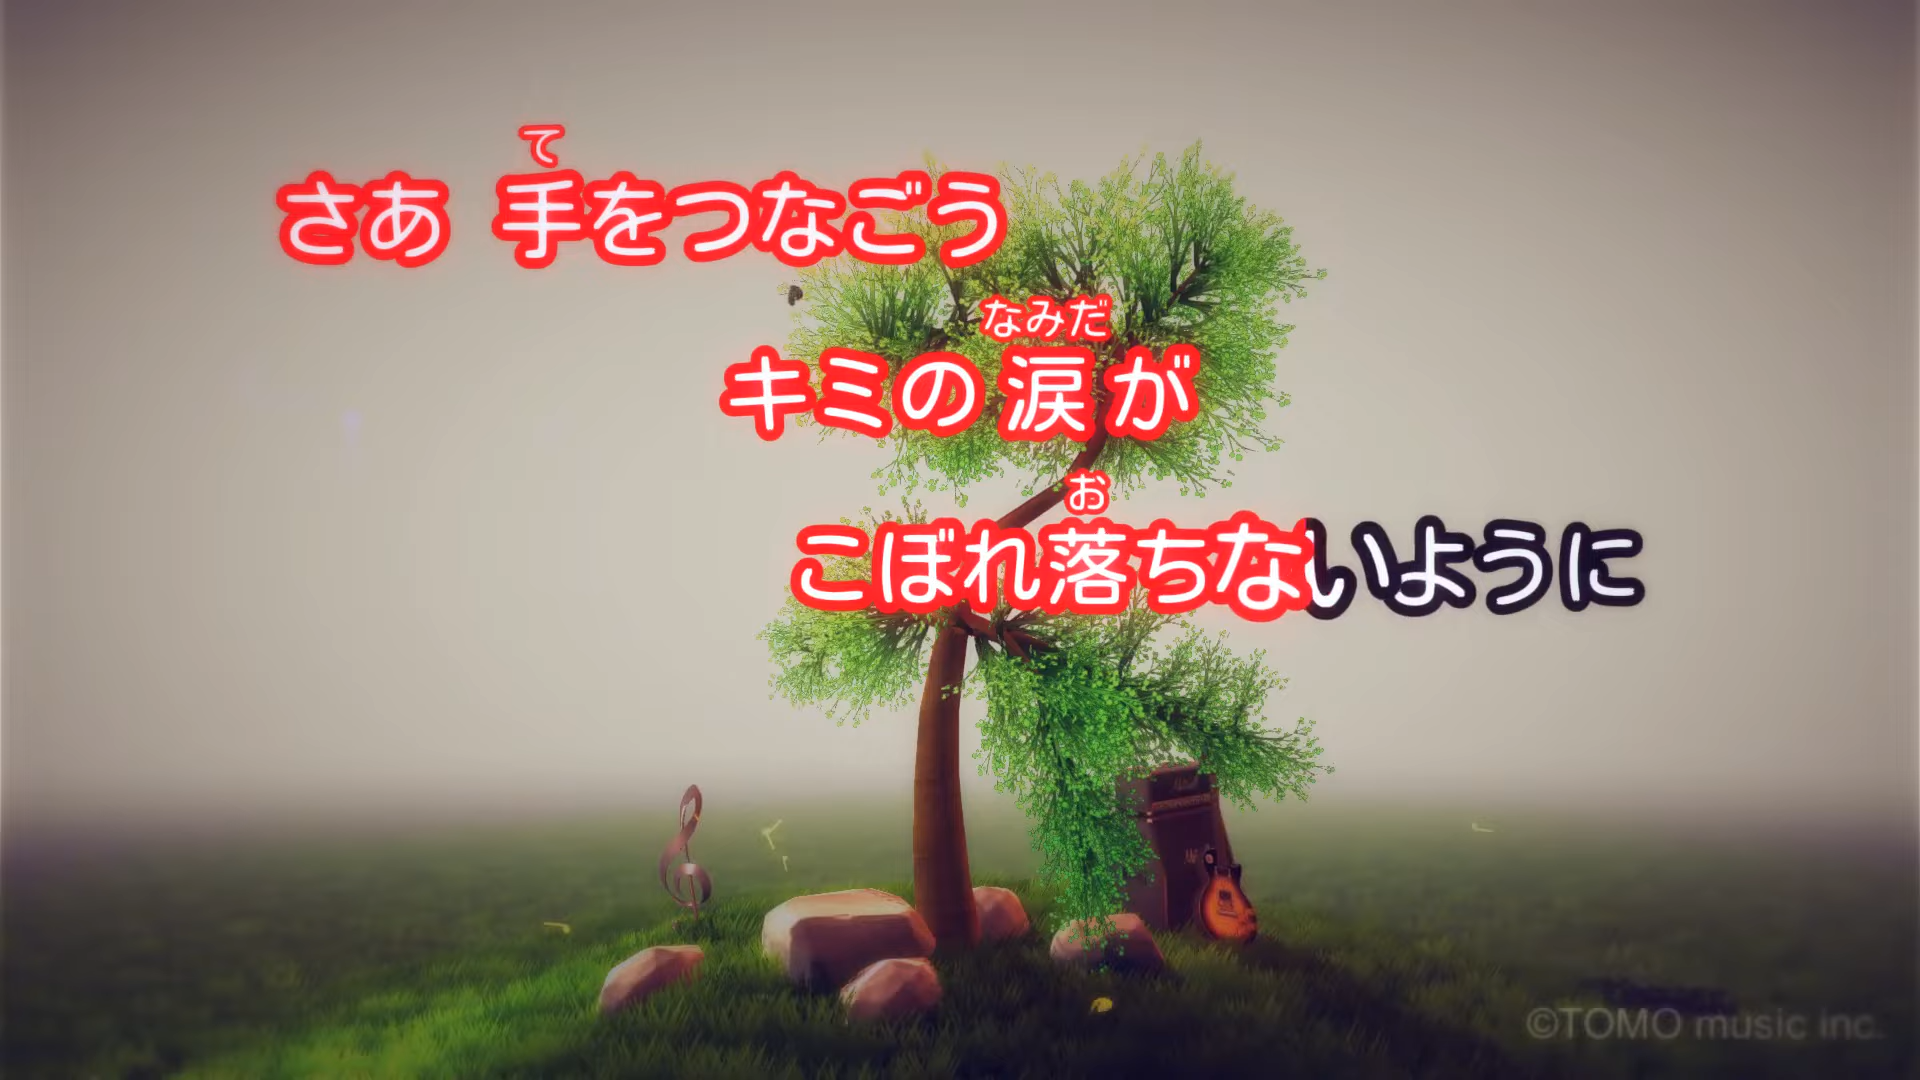 て
さあ 手をつなごう
なみだ
キミの涙が
お
こぼれ落ちないように
©TOMO music inc.